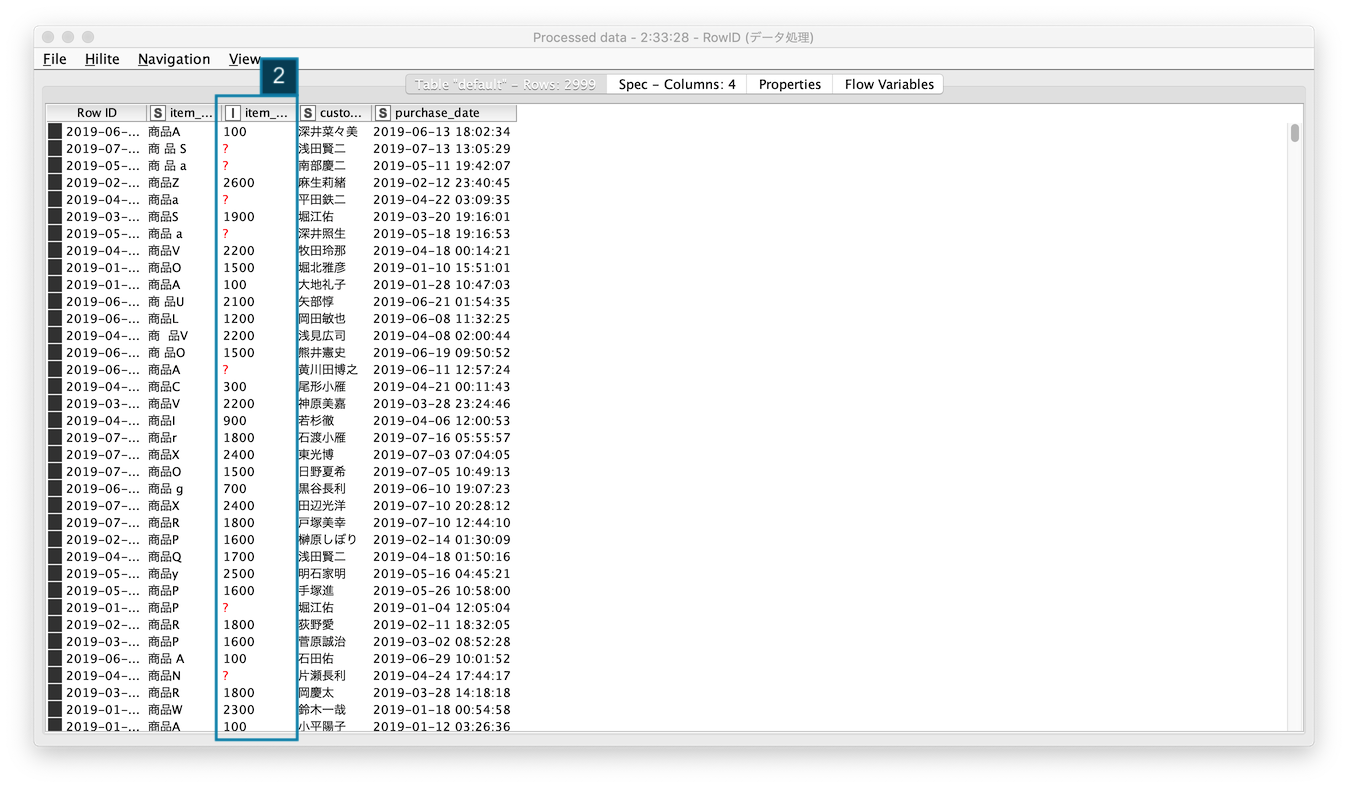 Processed data - 2:33:28 - RowID (データ処理)
File Hilite Navigation View
2
Table "default" - Rows: 2999 Spec - Columns: 4 Properties Flow Variables
Row ID S item_... I item_... S custo... S purchase_date
2019-06-... 商品A 100 深井菜々美 2019-06-13 18:02:34
2019-07-... 商 品 S ? 浅田賢二 2019-07-13 13:05:29
2019-05-... 商 品 a ? 南部慶二 2019-05-11 19:42:07
2019-02-... 商品Z 2600 麻生莉緒 2019-02-12 23:40:45
2019-04-... 商品a ? 平田鉄二 2019-04-22 03:09:35
2019-03-... 商品S 1900 堀江佑 2019-03-20 19:16:01
2019-05-... 商品 a ? 深井照生 2019-05-18 19:16:53
2019-04-... 商品V 2200 牧田玲那 2019-04-18 00:14:21
2019-01-... 商品O 1500 堀北雅彦 2019-01-10 15:51:01
2019-01-... 商品A 100 大地礼子 2019-01-28 10:47:03
2019-06-... 商 品U 2100 矢部惇 2019-06-21 01:54:35
2019-06-... 商品L 1200 岡田敏也 2019-06-08 11:32:25
2019-04-... 商  品V 2200 浅見広司 2019-04-08 02:00:44
2019-06-... 商 品O 1500 熊井憲史 2019-06-19 09:50:52
2019-06-... 商品A ? 黄川田博之 2019-06-11 12:57:24
2019-04-... 商品C 300 尾形小雁 2019-04-21 00:11:43
2019-03-... 商品V 2200 神原美嘉 2019-03-28 23:24:46
2019-04-... 商品I 900 若杉徹 2019-04-06 12:00:53
2019-07-... 商品r 1800 石渡小雁 2019-07-16 05:55:57
2019-07-... 商品X 2400 東光博 2019-07-03 07:04:05
2019-07-... 商品O 1500 日野夏希 2019-07-05 10:49:13
2019-06-... 商品 g 700 黒谷長利 2019-06-10 19:07:23
2019-07-... 商品X 2400 田辺光洋 2019-07-10 20:28:12
2019-07-... 商品R 1800 戸塚美幸 2019-07-10 12:44:10
2019-02-... 商品P 1600 榊原しぼり 2019-02-14 01:30:09
2019-04-... 商品Q 1700 浅田賢二 2019-04-18 01:50:16
2019-05-... 商品y 2500 明石家明 2019-05-16 04:45:21
2019-05-... 商品P 1600 手塚進 2019-05-26 10:58:00
2019-01-... 商品P ? 堀江佑 2019-01-04 12:05:04
2019-02-... 商品R 1800 荻野愛 2019-02-11 18:32:05
2019-03-... 商品P 1600 菅原誠治 2019-03-02 08:52:28
2019-06-... 商品 A 100 石田佑 2019-06-29 10:01:52
2019-04-... 商品N ? 片瀬長利 2019-04-24 17:44:17
2019-03-... 商品R 1800 岡慶太 2019-03-28 14:18:18
2019-01-... 商品W 2300 鈴木一哉 2019-01-18 00:54:58
2019-01-... 商品A 100 小平陽子 2019-01-12 03:26:36